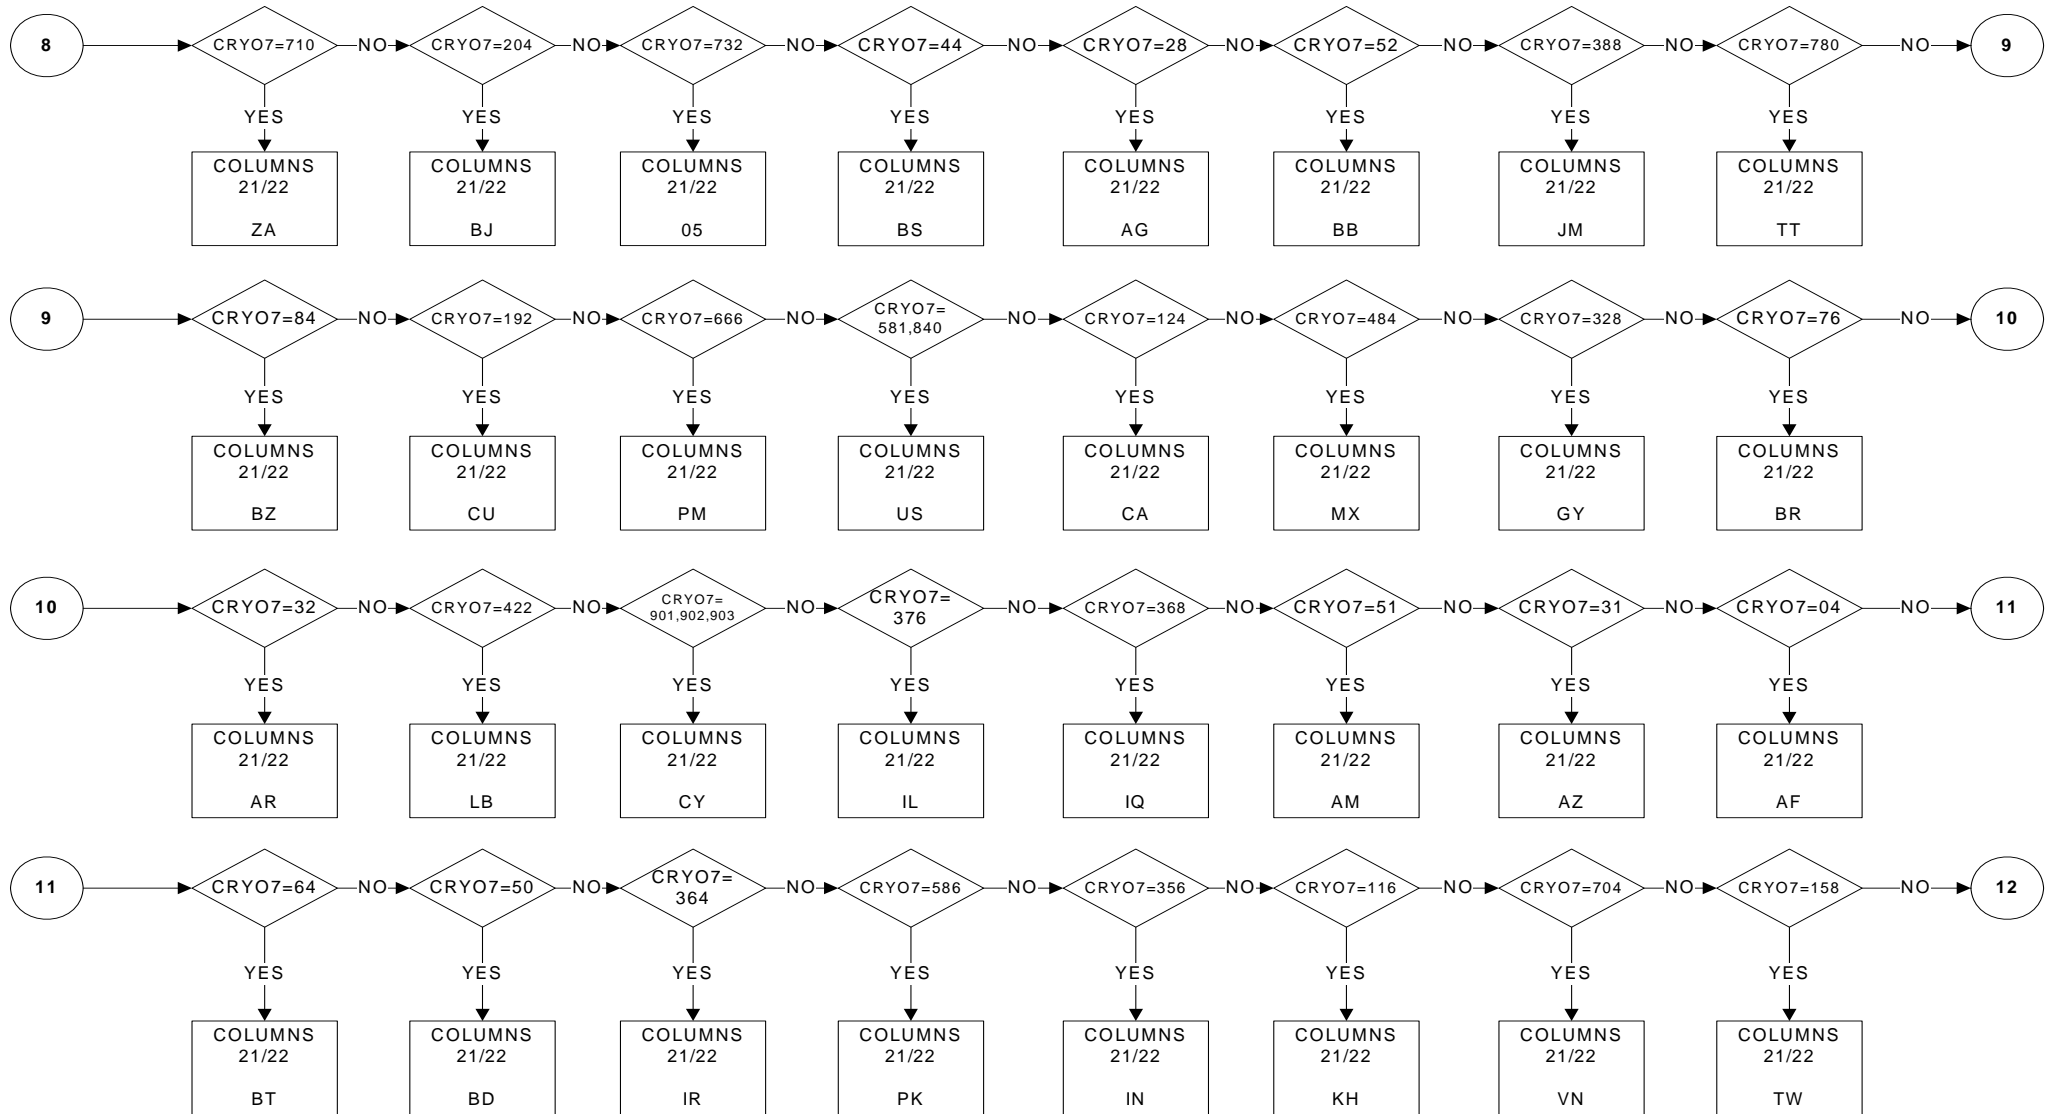 8 CRYO7=710 NO CRYO7=204 NO CRYO7=732 NO CRYO7=44 NO CRYO7=28 NO CRYO7=52 NO CRYO7=388 NO CRYO7=780 NO 9
YES YES YES YES YES YES YES YES
COLUMNS COLUMNS COLUMNS COLUMNS COLUMNS COLUMNS COLUMNS COLUMNS
21/22 21/22 21/22 21/22 21/22 21/22 21/22 21/22
ZA BJ 05 BS AG BB JM TT
9 CRYO7=84 NO CRYO7=192 NO CRYO7=666 NO CRYO7= NO CRYO7=124 NO CRYO7=484 NO CRYO7=328 NO CRYO7=76 NO 10
581,840
YES YES YES YES YES YES YES YES
COLUMNS COLUMNS COLUMNS COLUMNS COLUMNS COLUMNS COLUMNS COLUMNS
21/22 21/22 21/22 21/22 21/22 21/22 21/22 21/22
BZ CU PM US CA MX GY BR
10 CRYO7=32 NO CRYO7=422 NO CRYO7= NO CRYO7= NO CRYO7=368 NO CRYO7=51 NO CRYO7=31 NO CRYO7=04 NO 11
901,902,903 376
YES YES YES YES YES YES YES YES
COLUMNS COLUMNS COLUMNS COLUMNS COLUMNS COLUMNS COLUMNS COLUMNS
21/22 21/22 21/22 21/22 21/22 21/22 21/22 21/22
AR LB CY IL IQ AM AZ AF
11 CRYO7=64 NO CRYO7=50 NO CRYO7= NO CRYO7=586 NO CRYO7=356 NO CRYO7=116 NO CRYO7=704 NO CRYO7=158 NO 12
364
YES YES YES YES YES YES YES YES
COLUMNS COLUMNS COLUMNS COLUMNS COLUMNS COLUMNS COLUMNS COLUMNS
21/22 21/22 21/22 21/22 21/22 21/22 21/22 21/22
BT BD IR PK IN KH VN TW